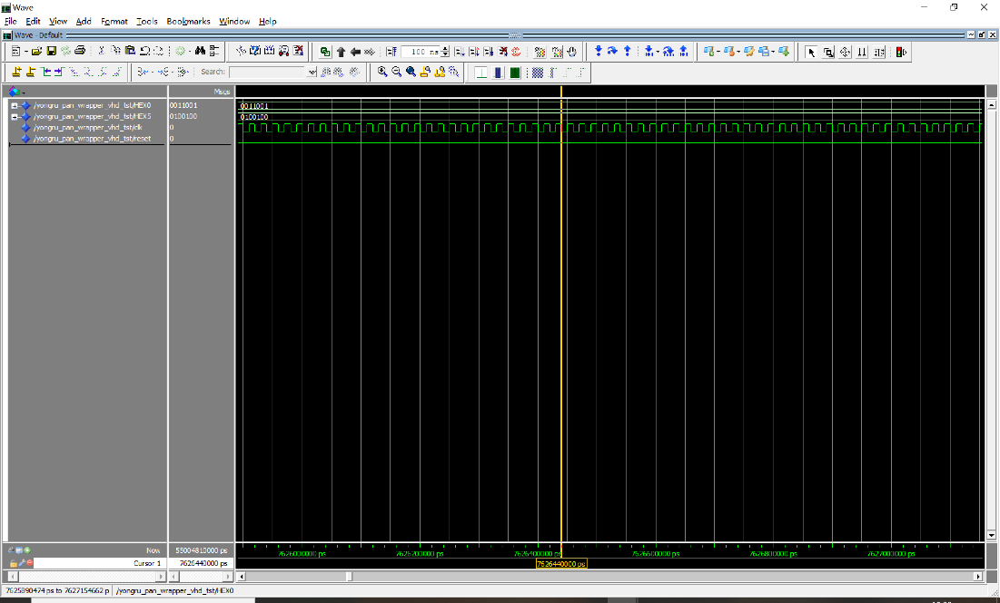 Wave
File Edit View Add Format Tools Bookmarks Window Help
Wave - Default
100 ns
Search:
Msgs
/yongru_pan_wrapper_vhd_tst/HEX0 0011001 0011001
/yongru_pan_wrapper_vhd_tst/HEX5 0100100 0100100
/yongru_pan_wrapper_vhd_tst/clk 0
/yongru_pan_wrapper_vhd_tst/reset 0
Now 55004810000 ps 7626000000 ps 7626200000 ps 7626400000 ps 7626600000 ps 7626800000 ps 7627000000 ps
Cursor 1 7626440000 ps 7626440000 ps
7625890474 ps to 7627154662 p /yongru_pan_wrapper_vhd_tst/HEX0